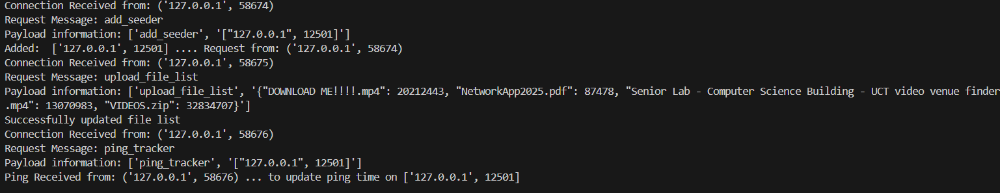 Connection Received from: ('127.0.0.1', 58674)
Request Message: add_seeder
Payload information: ['add_seeder', '["127.0.0.1", 12501]']
Added:  ['127.0.0.1', 12501] .... Request from: ('127.0.0.1', 58674)
Connection Received from: ('127.0.0.1', 58675)
Request Message: upload_file_list
Payload information: ['upload_file_list', '{"DOWNLOAD ME!!!!.mp4": 20212443, "NetworkApp2025.pdf": 87478, "Senior Lab - Computer Science Building - UCT video venue finder
.mp4": 13070983, "VIDEOS.zip": 32834707}']
Successfully updated file list
Connection Received from: ('127.0.0.1', 58676)
Request Message: ping_tracker
Payload information: ['ping_tracker', '["127.0.0.1", 12501]']
Ping Received from: ('127.0.0.1', 58676) ... to update ping time on ['127.0.0.1', 12501]